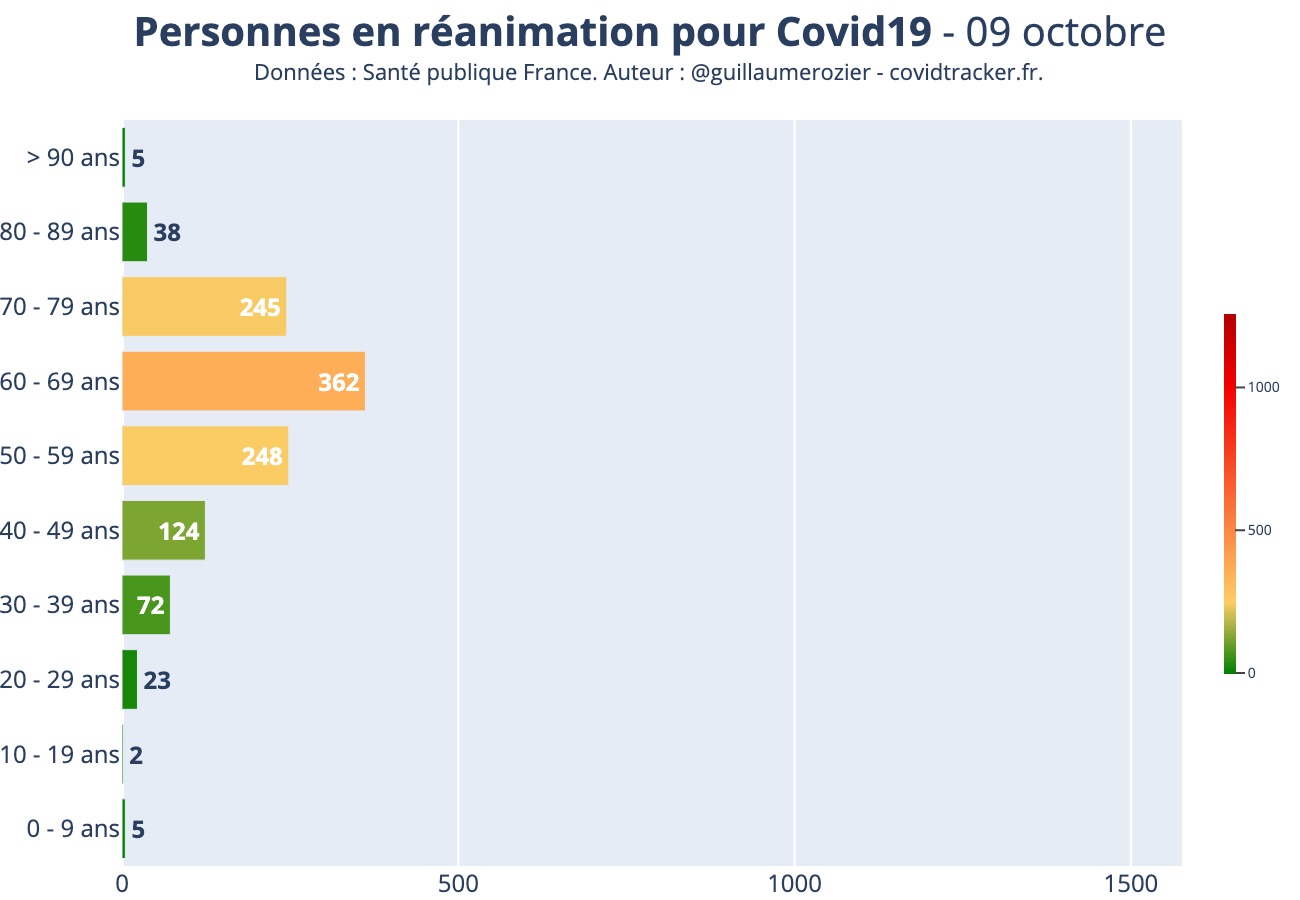 Personnes en réanimation pour Covid19 - 09 octobre
Données : Santé publique France. Auteur : @guillaumerozier - covidtracker.fr.
> 90 ans 5
80 - 89 ans 38
70 - 79 ans 245
60 - 69 ans 362
50 - 59 ans 248
40 - 49 ans 124
30 - 39 ans 72
20 - 29 ans 23
10 - 19 ans 2
0 - 9 ans 5
0 500 1000 1500
1000
500
0